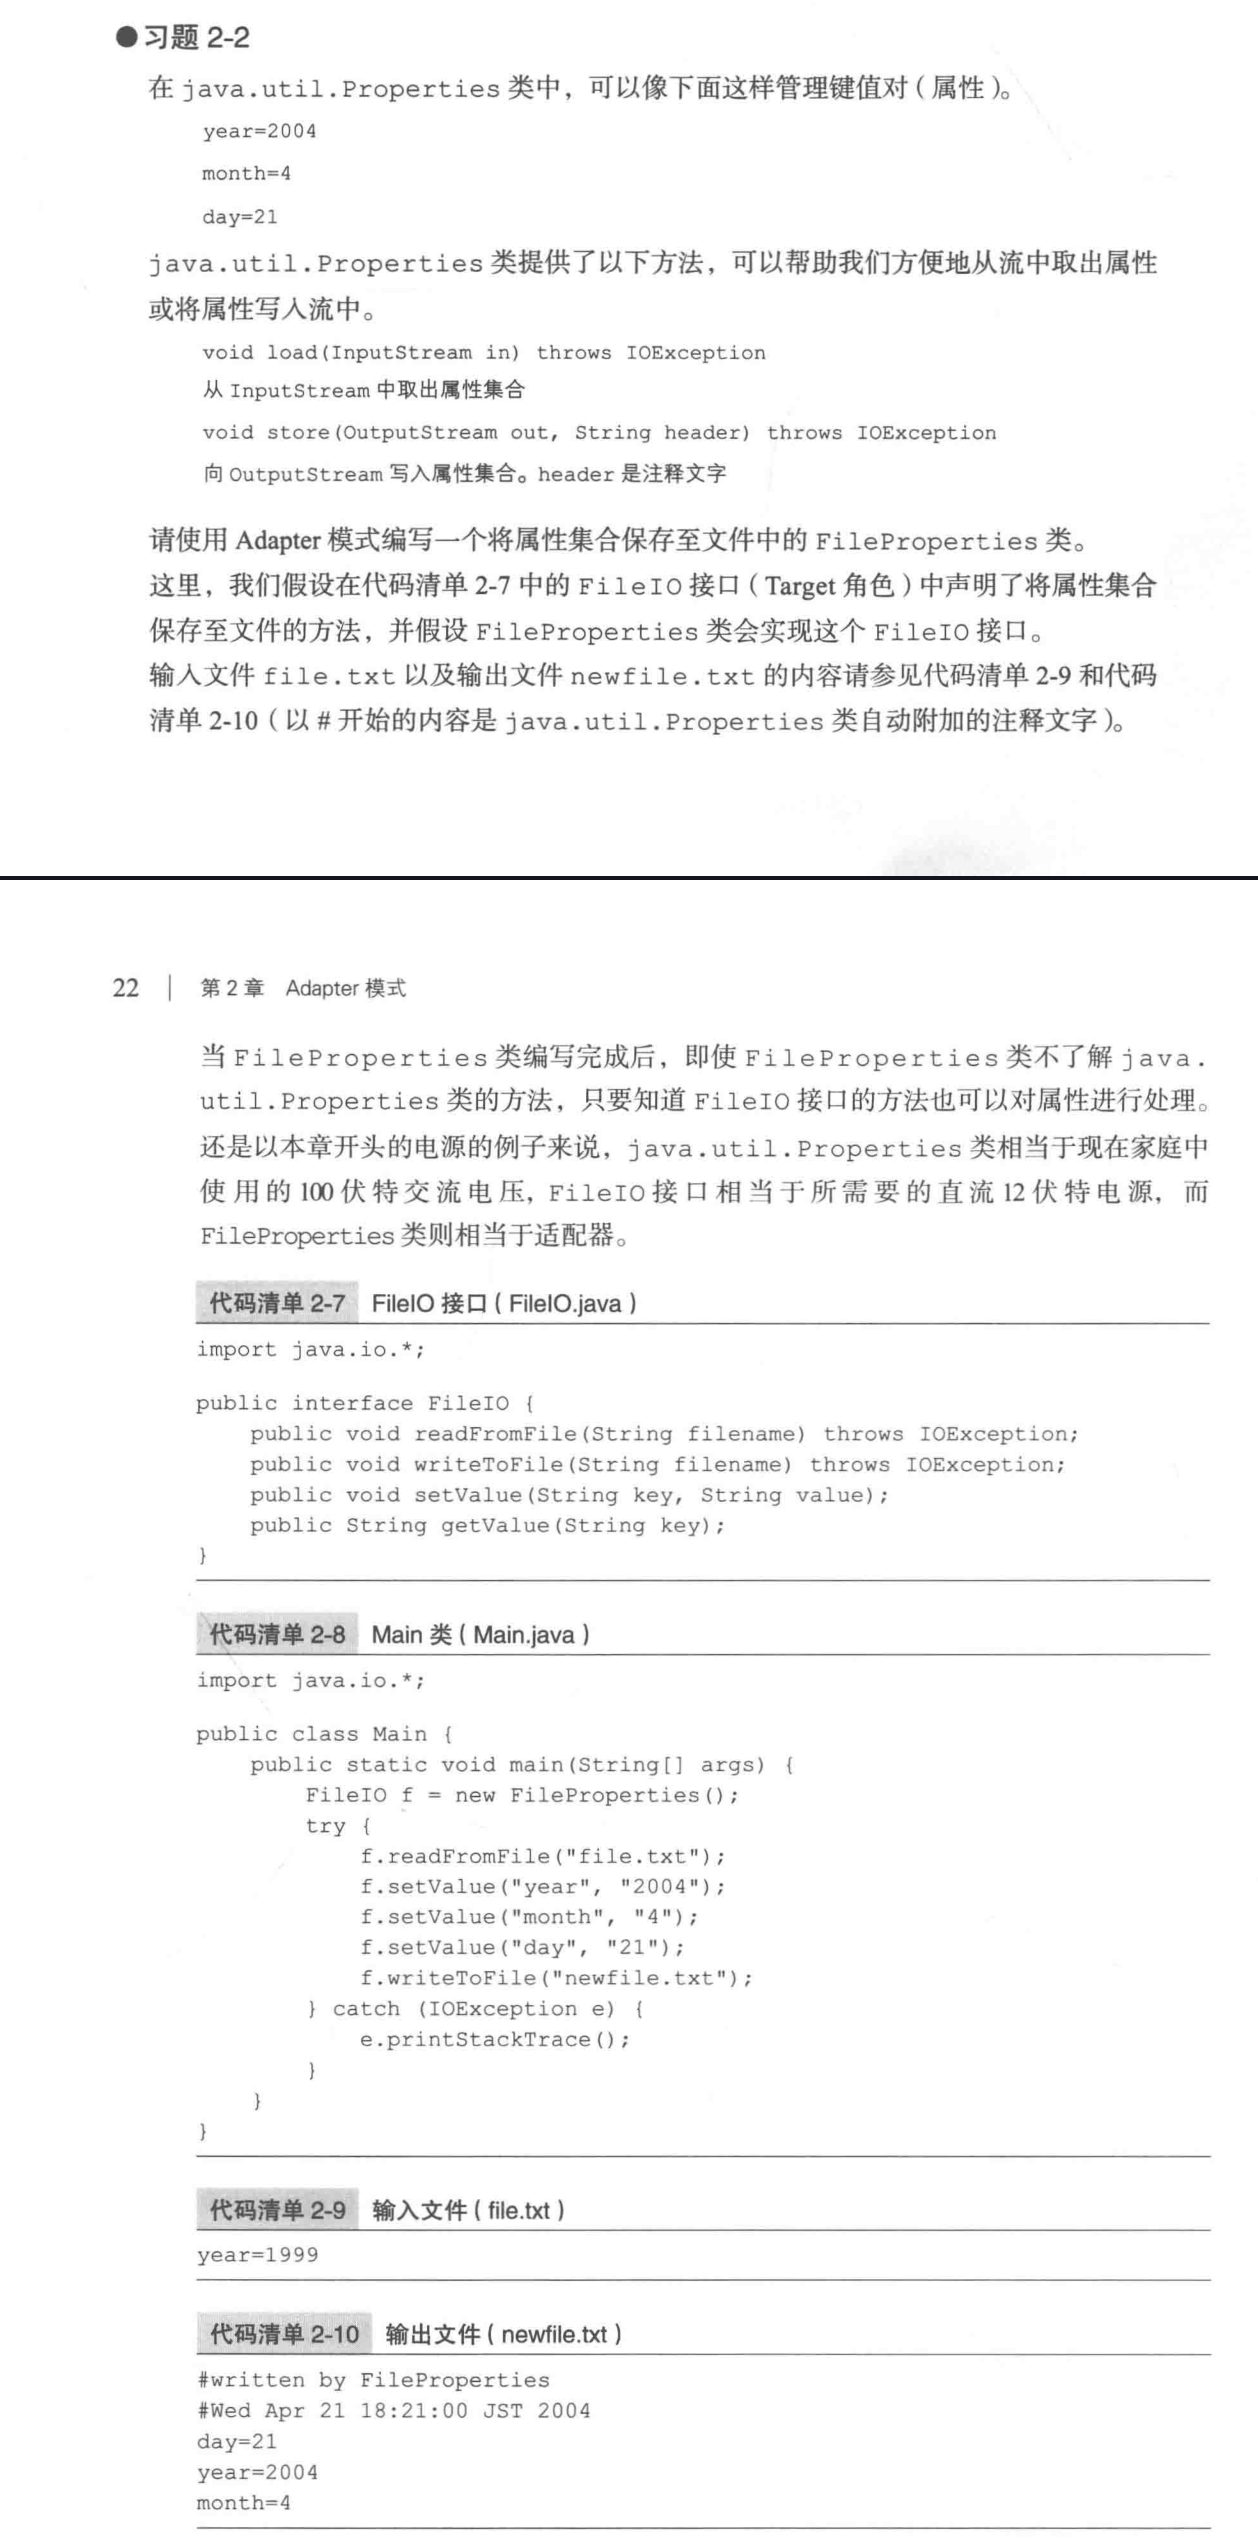 ●习题 2-2
在 java.util.Properties 类中，可以像下面这样管理键值对（属性）。
year=2004
month=4
day=21
java.util.Properties 类提供了以下方法，可以帮助我们方便地从流中取出属性
或将属性写入流中。
void load(InputStream in) throws IOException
从 InputStream 中取出属性集合
void store(OutputStream out, String header) throws IOException
向 OutputStream 写入属性集合。header 是注释文字
请使用 Adapter 模式编写一个将属性集合保存至文件中的 FileProperties 类。
这里，我们假设在代码清单 2-7 中的 FileIO 接口（Target 角色）中声明了将属性集合
保存至文件的方法，并假设 FileProperties 类会实现这个 FileIO 接口。
输入文件 file.txt 以及输出文件 newfile.txt 的内容请参见代码清单 2-9 和代码
清单 2-10（以 # 开始的内容是 java.util.Properties 类自动附加的注释文字）。
22 | 第 2 章 Adapter 模式
当 FileProperties 类编写完成后，即使 FileProperties 类不了解 java.
util.Properties 类的方法，只要知道 FileIO 接口的方法也可以对属性进行处理。
还是以本章开头的电源的例子来说，java.util.Properties 类相当于现在家庭中
使用的 100 伏特交流电压，FileIO 接口相当于所需要的直流 12 伏特电源，而
FileProperties 类则相当于适配器。
代码清单 2-7 FileIO 接口（FileIO.java）
import java.io.*;
public interface FileIO {
    public void readFromFile(String filename) throws IOException;
    public void writeToFile(String filename) throws IOException;
    public void setValue(String key, String value);
    public String getValue(String key);
}
代码清单 2-8 Main 类（Main.java）
import java.io.*;
public class Main {
    public static void main(String[] args) {
        FileIO f = new FileProperties();
        try {
            f.readFromFile("file.txt");
            f.setValue("year", "2004");
            f.setValue("month", "4");
            f.setValue("day", "21");
            f.writeToFile("newfile.txt");
        } catch (IOException e) {
            e.printStackTrace();
        }
    }
}
代码清单 2-9 输入文件（file.txt）
year=1999
代码清单 2-10 输出文件（newfile.txt）
#written by FileProperties
#Wed Apr 21 18:21:00 JST 2004
day=21
year=2004
month=4